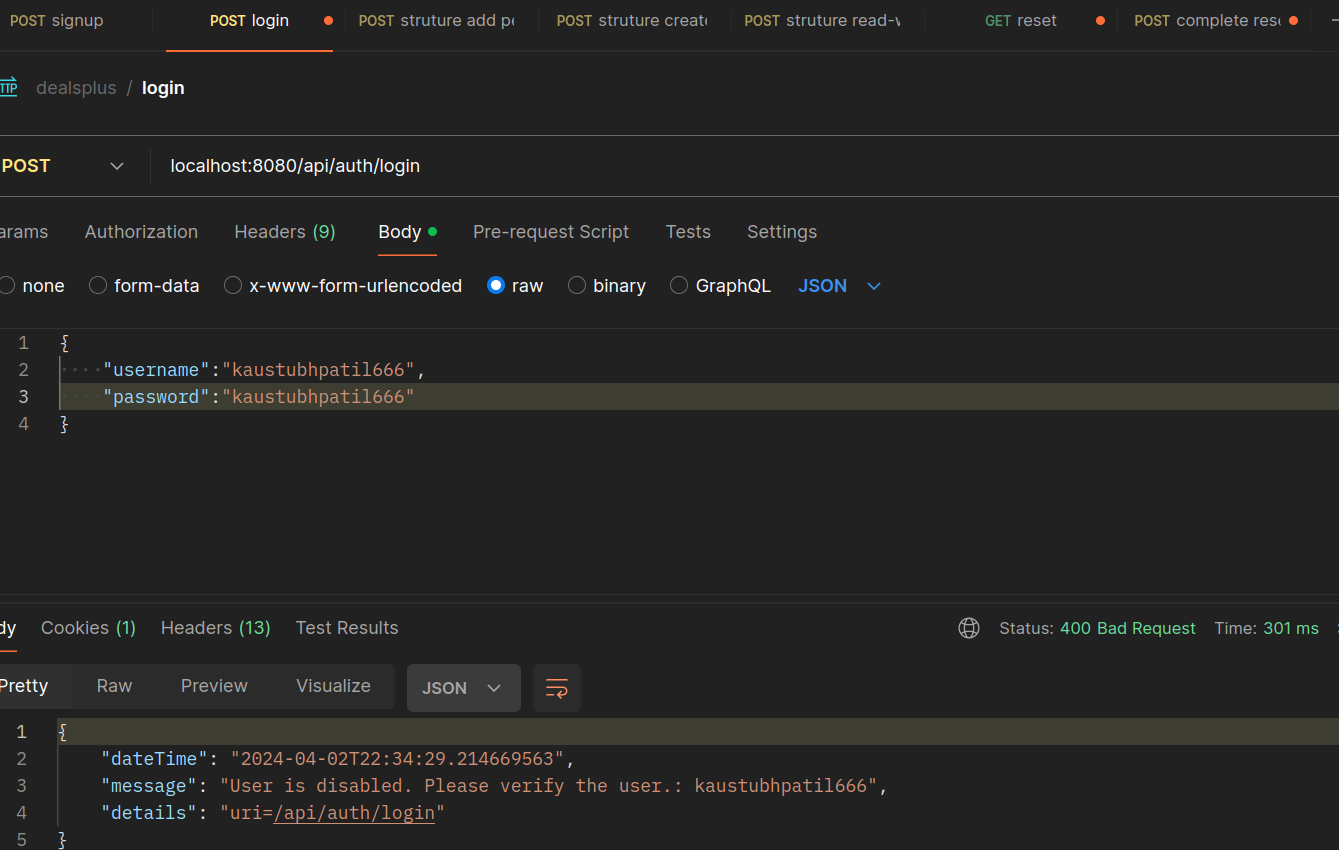 POST signup POST login POST struture add pe POST struture create POST struture read-v GET reset POST complete rese
TTP dealsplus / login
POST localhost:8080/api/auth/login
arams Authorization Headers (9) Body Pre-request Script Tests Settings
none form-data x-www-form-urlencoded raw binary GraphQL JSON
1 {
2 "username":"kaustubhpatil666",
3 "password":"kaustubhpatil666"
4 }
dy Cookies (1) Headers (13) Test Results Status: 400 Bad Request Time: 301 ms
Pretty Raw Preview Visualize JSON
1 {
2 "dateTime": "2024-04-02T22:34:29.214669563",
3 "message": "User is disabled. Please verify the user.: kaustubhpatil666",
4 "details": "uri=/api/auth/login"
5 }